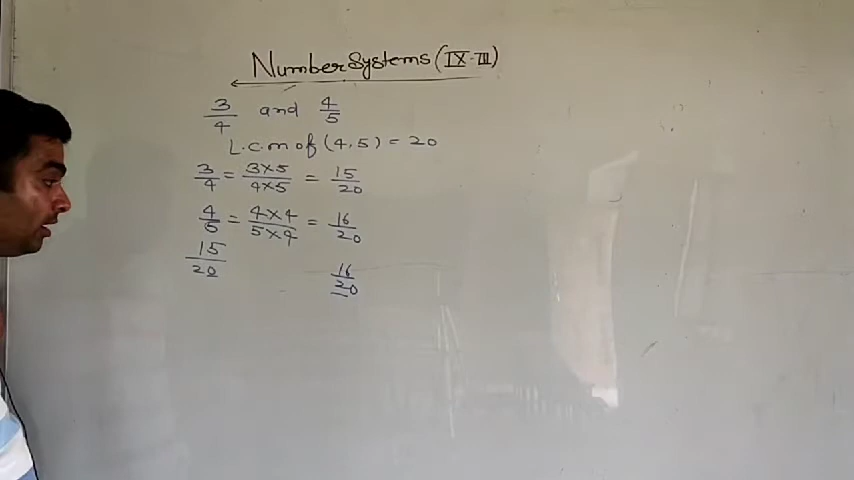 Number Systems (IX-III)
3/4 and 4/5
L.C.m of (4,5) = 20
3/4 = 3×5/4×5 = 15/20
4/5 = 4×4/5×4 = 16/20
15/20 16/20